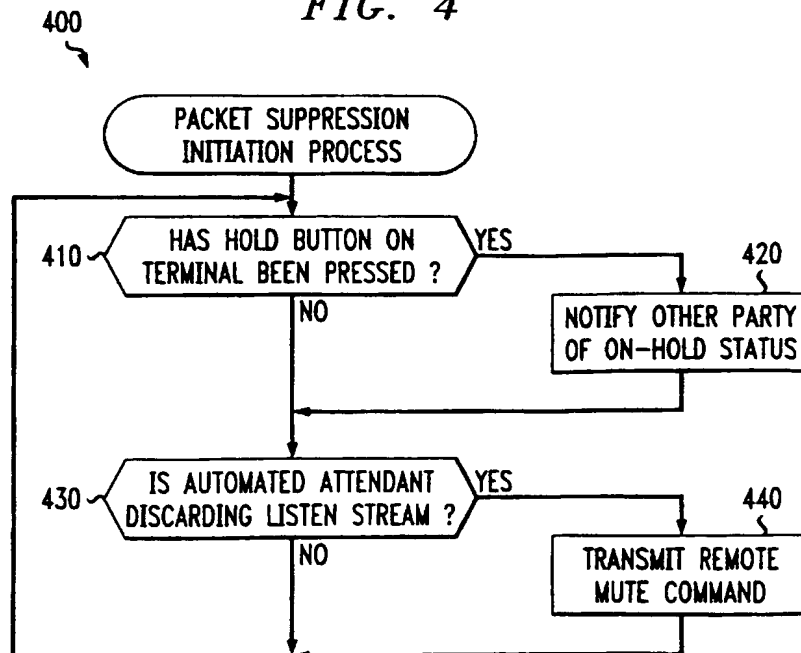 FIG. 4
400
PACKET SUPPRESSION
INITIATION PROCESS
410
HAS HOLD BUTTON ON
TERMINAL BEEN PRESSED ?
YES
NO
420
NOTIFY OTHER PARTY
OF ON-HOLD STATUS
430
IS AUTOMATED ATTENDANT
DISCARDING LISTEN STREAM ?
YES
NO
440
TRANSMIT REMOTE
MUTE COMMAND